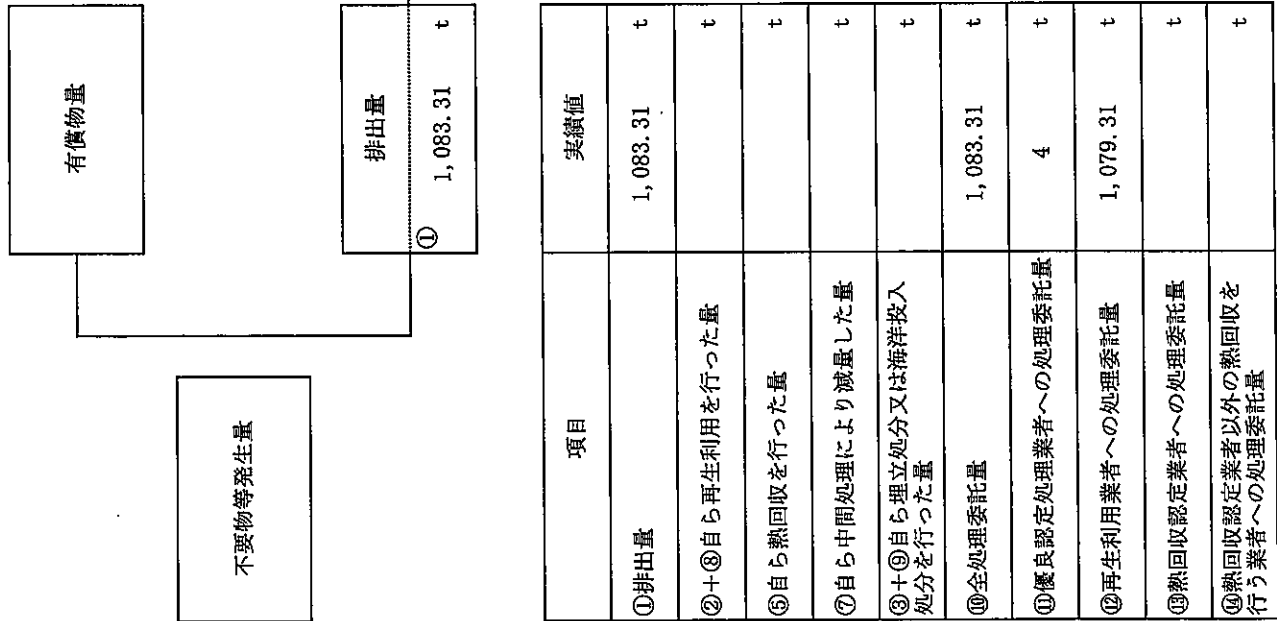 不要物等発生量
有償物量
排出量
① 1,083.31 t
項目 実績値
①排出量 1,083.31 t
②+⑧自ら再生利用を行った量 t
⑤自ら熱回収を行った量 t
⑦自ら中間処理により減量した量 t
③+⑨自ら埋立処分又は海洋投入
処分を行った量 t
⑩全処理委託量 1,083.31 t
⑪優良認定処理業者への処理委託量 4 t
⑫再生利用業者への処理委託量 1,079.31 t
⑬熱回収認定業者への処理委託量 t
⑭熱回収認定業者以外の熱回収を
行う業者への処理委託量 t